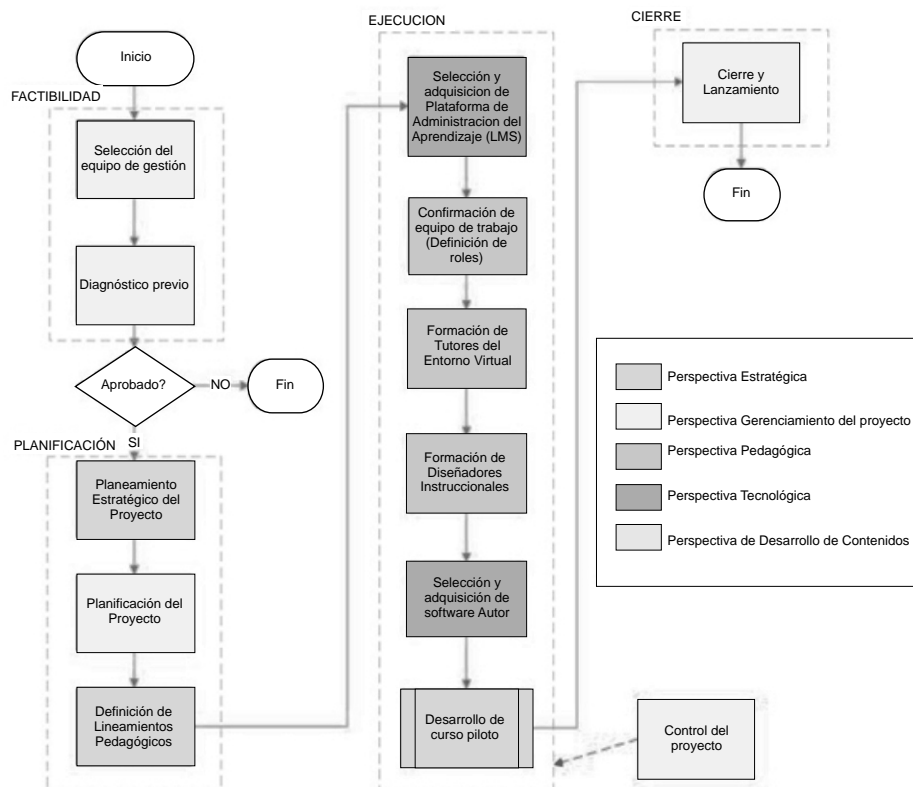 Inicio
FACTIBILIDAD
Selección del
equipo de gestión
Diagnóstico previo
Aprobado?
NO
Fin
SI
PLANIFICACIÓN
Planeamiento
Estratégico del
Proyecto
Planificación del
Proyecto
Definición de
Lineamientos
Pedagógicos
EJECUCION
Selección y
adquisicion de
Plataforma de
Administracion del
Aprendizaje (LMS)
Confirmación de
equipo de trabajo
(Definición de
roles)
Formación de
Tutores del
Entorno Virtual
Formación de
Diseñadores
Instruccionales
Selección y
adquisición de
software Autor
Desarrollo de
curso piloto
CIERRE
Cierre y
Lanzamiento
Fin
Perspectiva Estratégica
Perspectiva Gerenciamiento del proyecto
Perspectiva Pedagógica
Perspectiva Tecnológica
Perspectiva de Desarrollo de Contenidos
Control del
proyecto